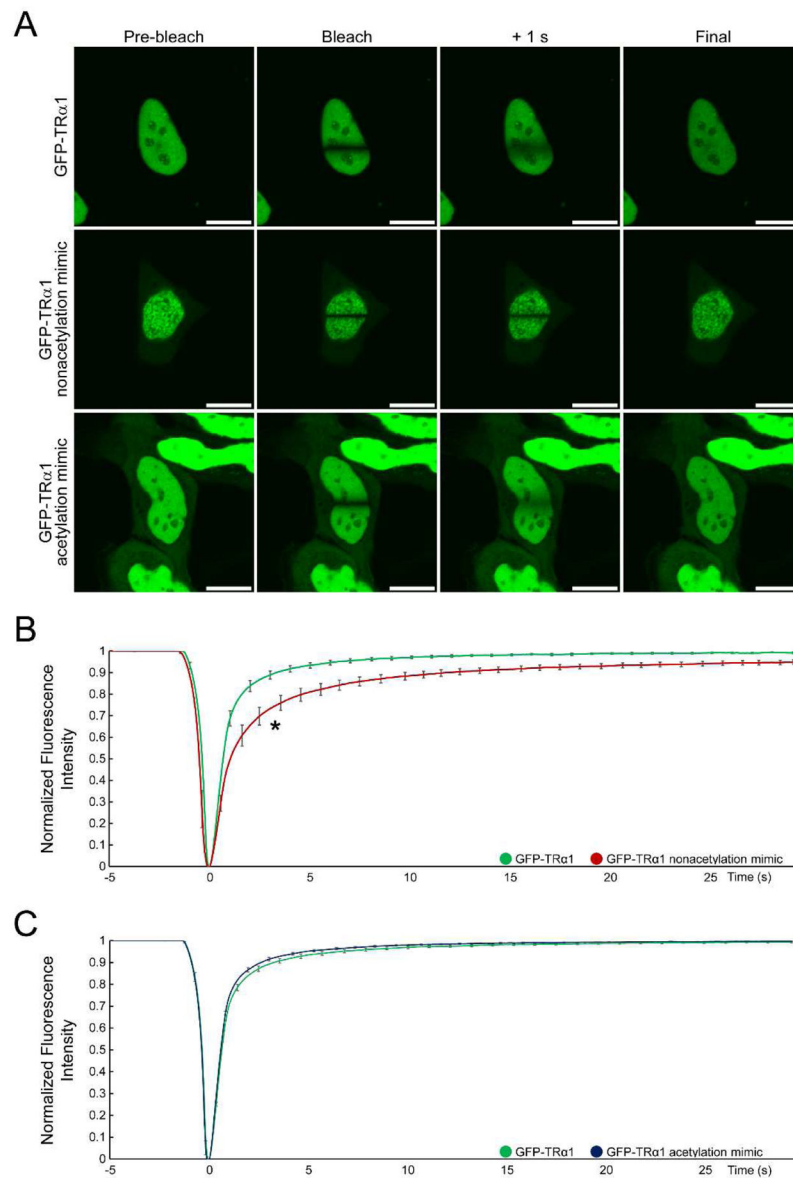 A
Pre-bleach Bleach + 1 s Final
GFP-TRα1
GFP-TRα1
nonacetylation mimic
GFP-TRα1
acetylation mimic
B
Normalized Fluorescence
Intensity
1
0.9
0.8
0.7
0.6
0.5
0.4
0.3
0.2
0.1
0
*
GFP-TRα1 GFP-TRα1 nonacetylation mimic
-5 0 5 10 15 20 25 Time (s)
C
Normalized Fluorescence
Intensity
1
0.9
0.8
0.7
0.6
0.5
0.4
0.3
0.2
0.1
0
GFP-TRα1 GFP-TRα1 acetylation mimic
-5 0 5 10 15 20 25 Time (s)